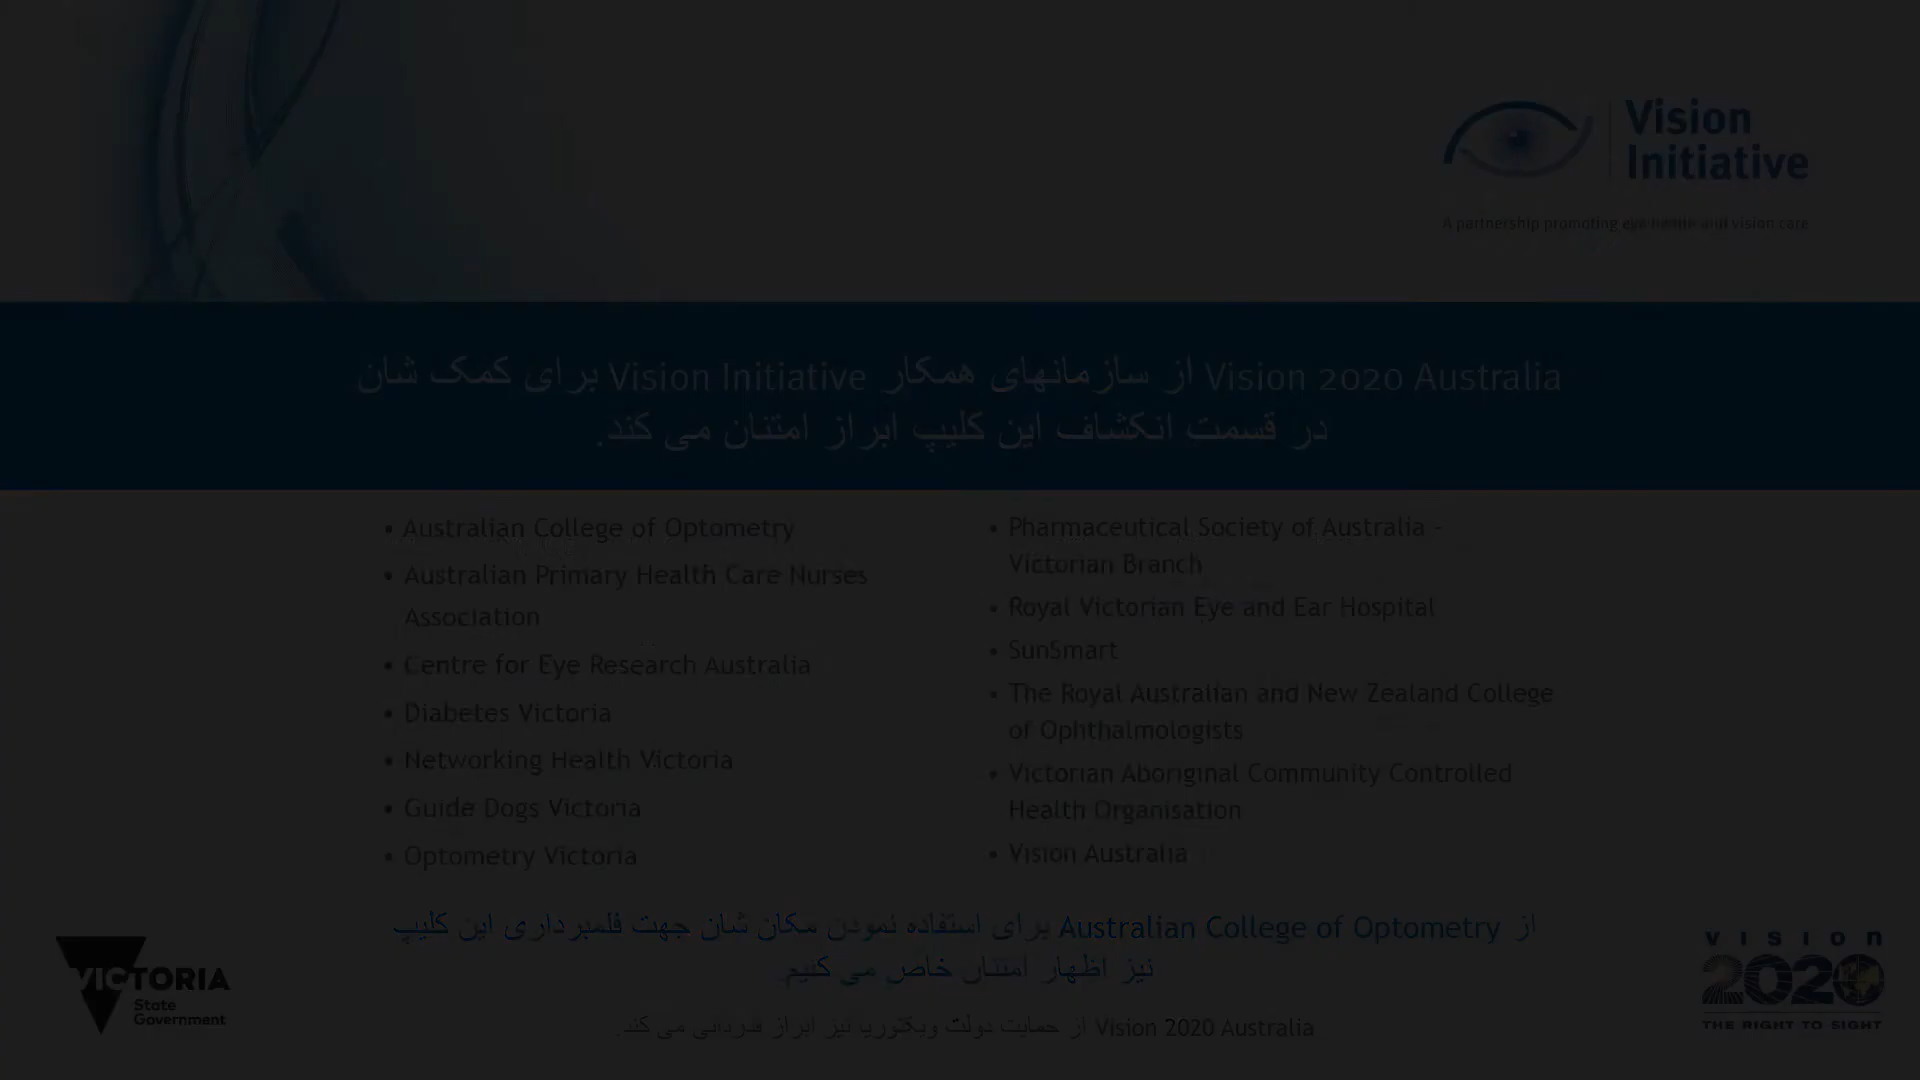 Vision
Initiative
A partnership promoting eye health and vision care
Vision 2020 Australia از سازمانهای همکار Vision Initiative برای کمک شان
در قسمت انکشاف این کلیپ ابراز امتنان می کند.
• Australian College of Optometry
• Australian Primary Health Care Nurses
Association
• Centre for Eye Research Australia
• Diabetes Victoria
• Networking Health Victoria
• Guide Dogs Victoria
• Optometry Victoria
• Pharmaceutical Society of Australia -
Victorian Branch
• Royal Victorian Eye and Ear Hospital
• SunSmart
• The Royal Australian and New Zealand College
of Ophthalmologists
• Victorian Aboriginal Community Controlled
Health Organisation
• Vision Australia
از Australian College of Optometry برای استفاده نمودن مکان شان جهت فلمبرداری این کلیپ
نیز اظهار امتنان خاص می کنیم.
Vision 2020 Australia از حمایت دولت ویکتوریا نیز ابراز قدردانی می کند.
VICTORIA
State
Government
VISION
2020
THE RIGHT TO SIGHT